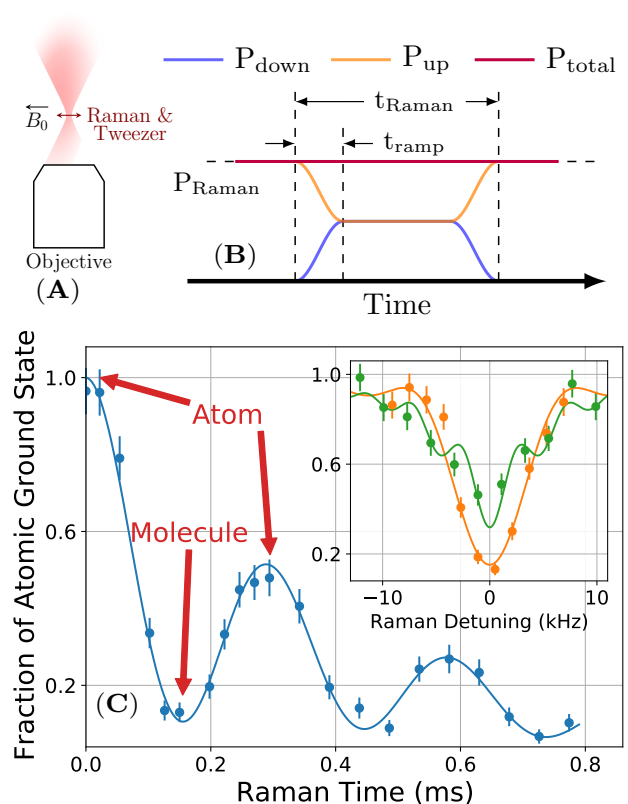 P_down P_up P_total
t_Raman
t_ramp
B_0
Raman &
Tweezer
P_Raman
Objective
(A)
(B)
Time
Fraction of Atomic Ground State
1.0
0.6
0.2
Atom
Molecule
(C)
1.0
0.6
0.2
−10 0 10
Raman Detuning (kHz)
0.0 0.2 0.4 0.6 0.8
Raman Time (ms)